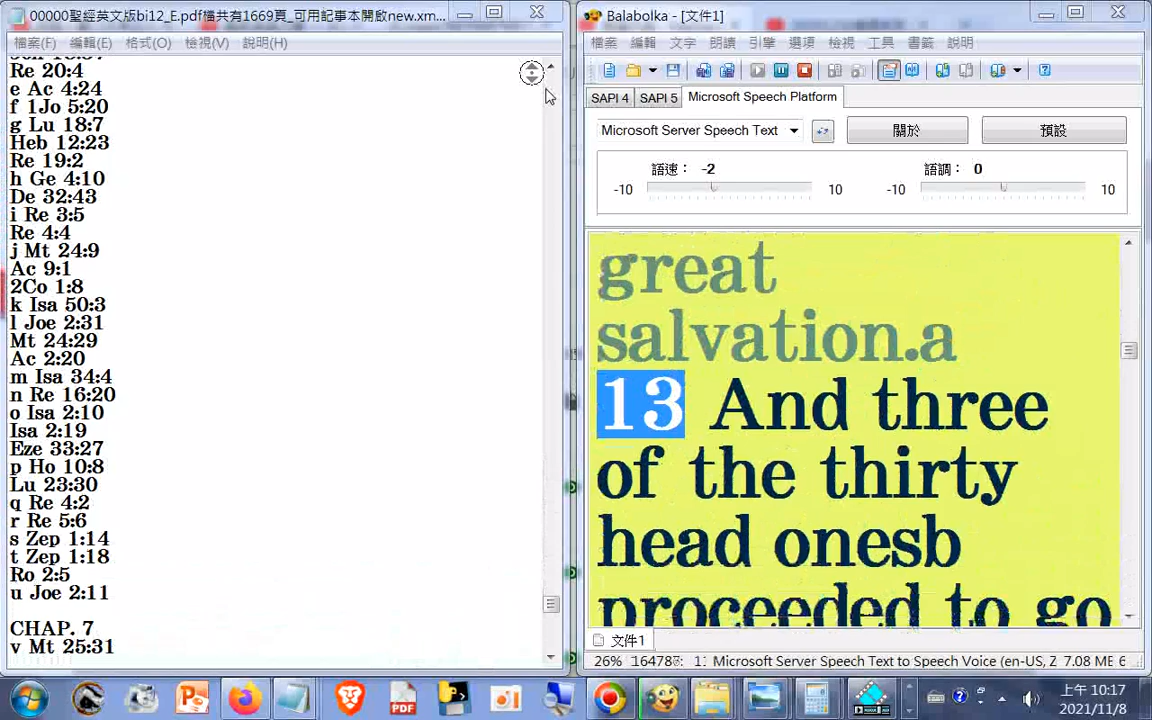 00000聖經英文版bi12_E.pdf檔共有1669頁_可用記事本開啟new.xm...
檔案(F) 編輯(E) 格式(O) 檢視(V) 說明(H)
Re 20:4
e Ac 4:24
f 1Jo 5:20
g Lu 18:7
Heb 12:23
Re 19:2
h Ge 4:10
De 32:43
i Re 3:5
Re 4:4
j Mt 24:9
Ac 9:1
2Co 1:8
k Isa 50:3
l Joe 2:31
Mt 24:29
Ac 2:20
m Isa 34:4
n Re 16:20
o Isa 2:10
Isa 2:19
Eze 33:27
p Ho 10:8
Lu 23:30
q Re 4:2
r Re 5:6
s Zep 1:14
t Zep 1:18
Ro 2:5
u Joe 2:11
CHAP. 7
v Mt 25:31
Balabolka - [文件1]
檔案 編輯 文字 朗讀 引擎 選項 檢視 工具 書籤 說明
SAPI 4 SAPI 5 Microsoft Speech Platform
Microsoft Server Speech Text 關於 預設
語速： -2 語調： 0
-10 10 -10 10
great
salvation.a
13 And three
of the thirty
head onesb
proceeded to go
文件1
26% Microsoft Server Speech Text to Speech Voice (en-US, Z 7.08 MB
上午 10:17
2021/11/8